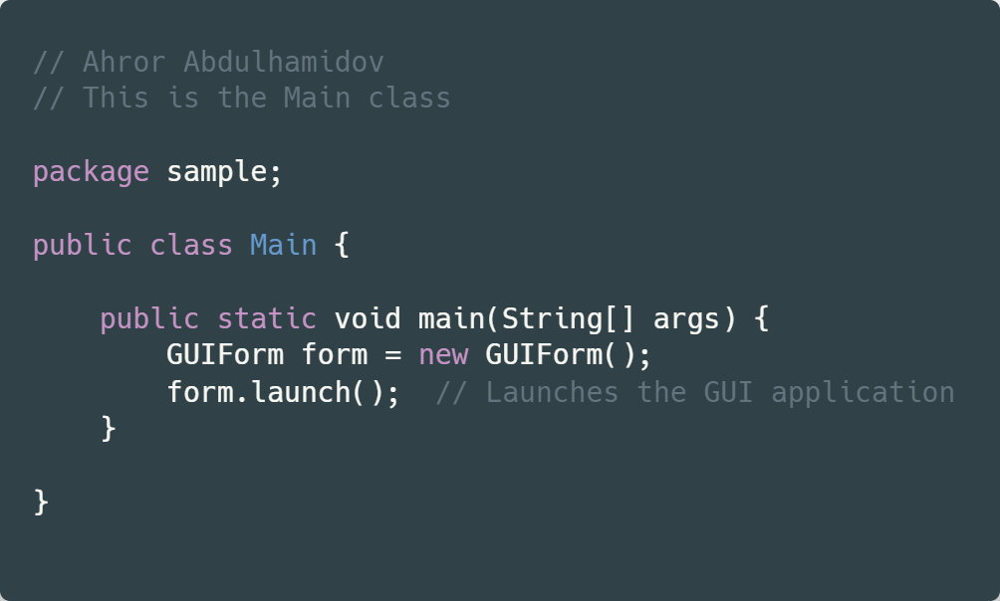 // Ahror Abdulhamidov
// This is the Main class
package sample;
public class Main {
    public static void main(String[] args) {
        GUIForm form = new GUIForm();
        form.launch();  // Launches the GUI application
    }
}